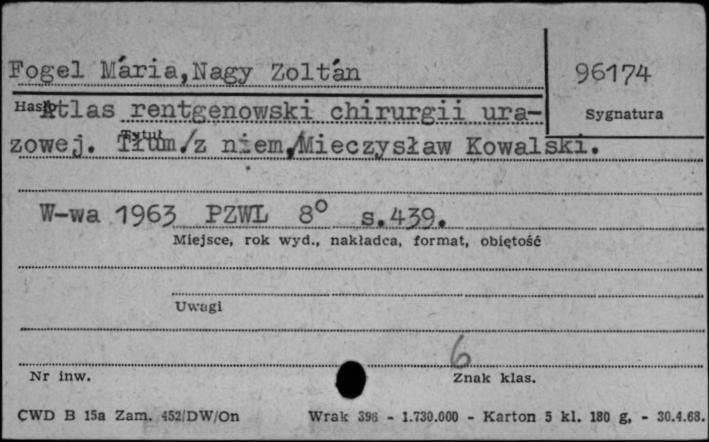 Fogel Mária, Nagy Zoltán
96174
Hasło
Sygnatura
Atlas rentgenowski chirurgii ura-
zowej. Tłum/z niem/Mieczysław Kowalski.
Tytuł
W-wa 1963 PZWL 8° s.439.
Miejsce, rok wyd., nakładca, format, obiętość
Uwagi
6
Nr inw.
Znak klas.
CWD B 15a Zam. 452/DW/On Wrak 396 - 1.730.000 - Karton 5 kl. 180 g, - 30.4.63.